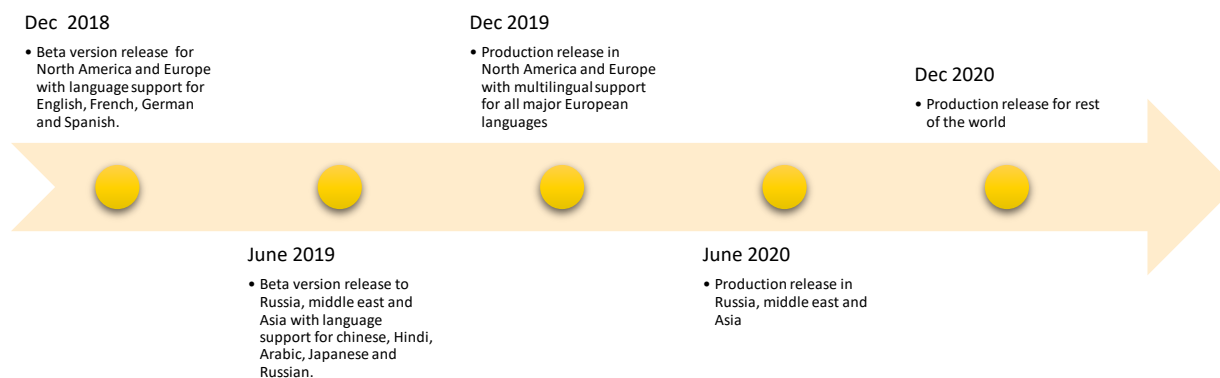 Dec 2018
• Beta version release for
North America and Europe
with language support for
English, French, German
and Spanish.
June 2019
• Beta version release to
Russia, middle east and
Asia with language
support for chinese, Hindi,
Arabic, Japanese and
Russian.
Dec 2019
• Production release in
North America and Europe
with multilingual support
for all major European
languages
June 2020
• Production release in
Russia, middle east and
Asia
Dec 2020
• Production release for rest
of the world